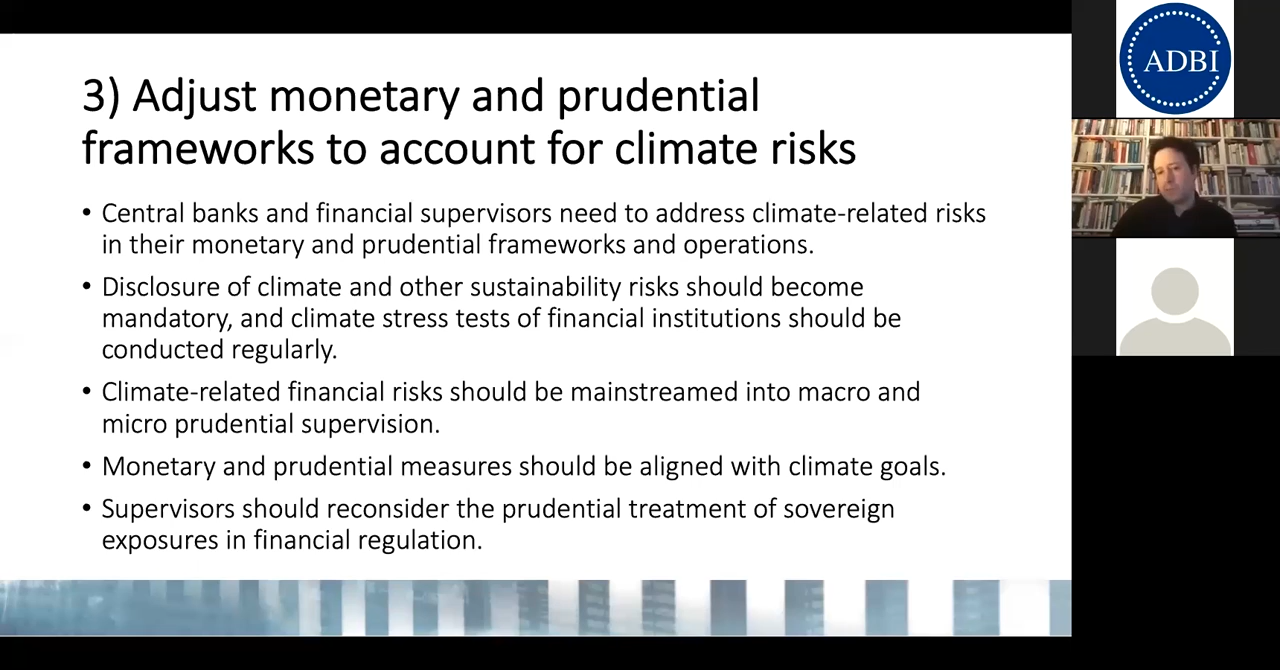 3) Adjust monetary and prudential
frameworks to account for climate risks
• Central banks and financial supervisors need to address climate-related risks
in their monetary and prudential frameworks and operations.
• Disclosure of climate and other sustainability risks should become
mandatory, and climate stress tests of financial institutions should be
conducted regularly.
• Climate-related financial risks should be mainstreamed into macro and
micro prudential supervision.
• Monetary and prudential measures should be aligned with climate goals.
• Supervisors should reconsider the prudential treatment of sovereign
exposures in financial regulation.
ADBI